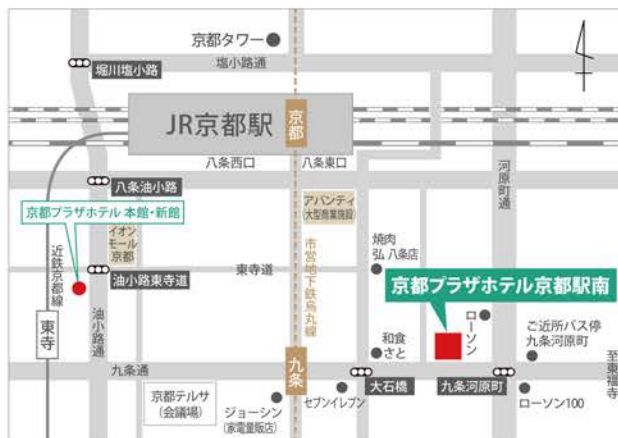 京都タワー
塩小路通
堀川塩小路
JR京都駅
京都
八条西口
八条東口
河原町通
八条油小路
京都プラザホテル 本館・新館
イオン
モール
京都
アバンティ
(大型商業施設)
市営地下鉄烏丸線
焼肉
弘 八条店
近鉄京都線
東寺道
油小路東寺道
京都プラザホテル京都駅南
ローソン
東寺
油小路通
和食
さと
ご近所バス停
九条河原町
九条通
九条
大石橋
九条河原町
至東福寺
京都テルサ
(会議場)
ジョーシン
(家電量販店)
セブンイレブン
ローソン100